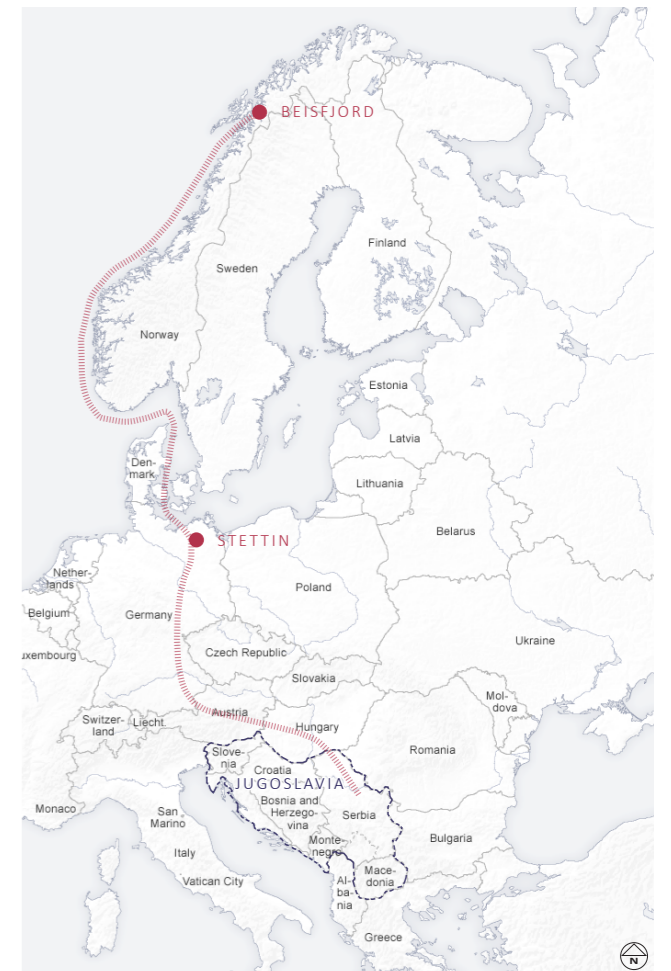 BEISFJORD
Finland
Sweden
Norway
Estonia
Latvia
Den-
mark
Lithuania
Belarus
STETTIN
Nether-
lands
Poland
Belgium
Germany
Ukraine
uxembourg
Czech Republic
Slovakia
Mol-
dova
Austria
Switzer-
land
Liecht.
Hungary
Romania
Slove-
nia
Croatia
JUGOSLAVIA
Bosnia and
Herzego-
vina
Monaco
San
Marino
Serbia
Bulgaria
Monte-
negro
Italy
Vatican City
Mace-
donia
Al-
ba-
nia
Greece
N